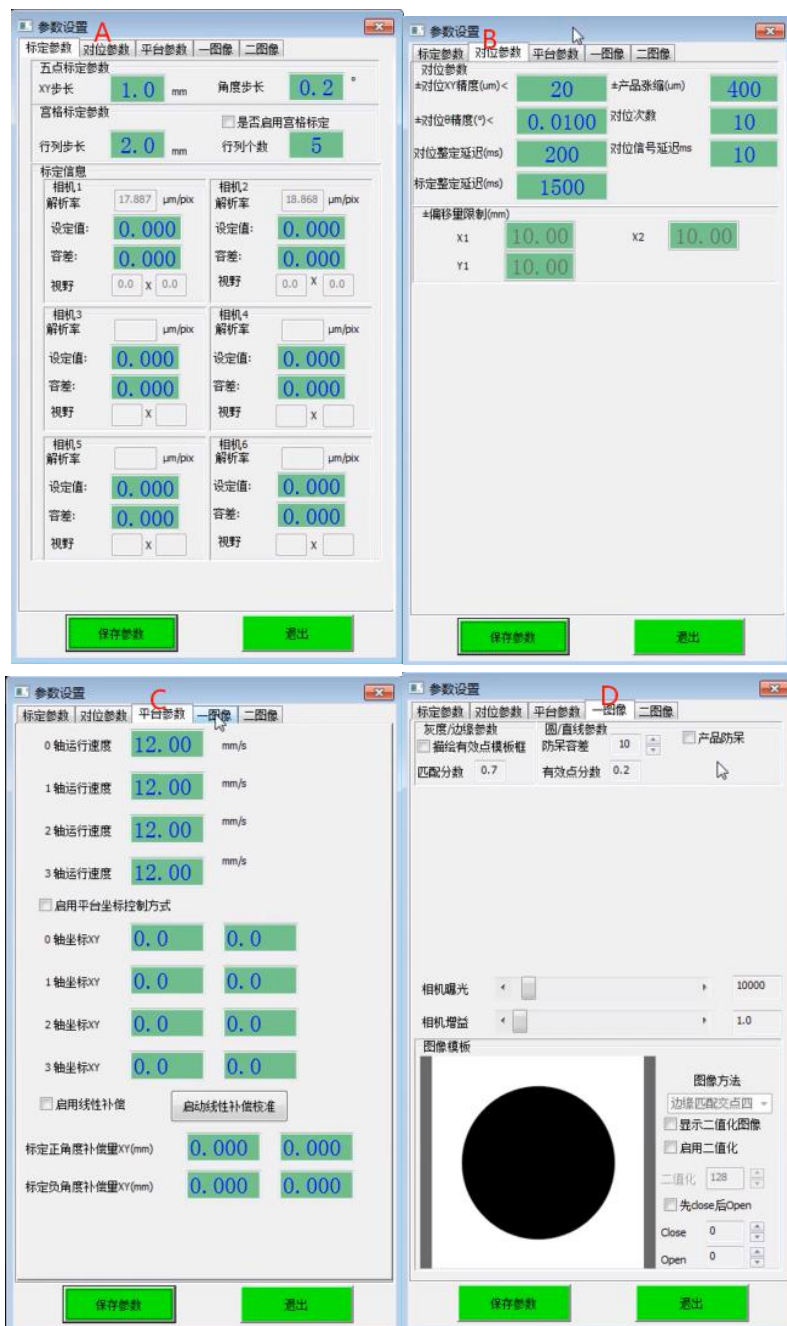 参数设置
A
标定参数 对位参数 平台参数 一图像 二图像
五点标定参数
XY步长 1.0 mm 角度步长 0.2 °
宫格标定参数
是否启用宫格标定
行列步长 2.0 mm 行列个数 5
标定信息
相机1 相机2
解析率 17.887 μm/pix 解析率 18.868 μm/pix
设定值: 0.000 设定值: 0.000
容差: 0.000 容差: 0.000
视野 0.0 X 0.0 视野 0.0 X 0.0
相机3 相机4
解析率 μm/pix 解析率 μm/pix
设定值: 0.000 设定值: 0.000
容差: 0.000 容差: 0.000
视野 X 视野 X
相机5 相机6
解析率 μm/pix 解析率 μm/pix
设定值: 0.000 设定值: 0.000
容差: 0.000 容差: 0.000
视野 X 视野 X
保存参数 退出
参数设置
B
标定参数 对位参数 平台参数 一图像 二图像
对位参数
±对位XY精度(um)< 20 ±产品涨缩(um) 400
±对位θ精度(°)< 0.0100 对位次数 10
对位整定延迟(ms) 200 对位信号延迟ms 10
标定整定延迟(ms) 1500
±偏移量限制(mm)
X1 10.00 X2 10.00
Y1 10.00
保存参数 退出
参数设置
C
标定参数 对位参数 平台参数 一图像 二图像
0轴运行速度 12.00 mm/s
1轴运行速度 12.00 mm/s
2轴运行速度 12.00 mm/s
3轴运行速度 12.00 mm/s
启用平台坐标控制方式
0轴坐标XY 0.0 0.0
1轴坐标XY 0.0 0.0
2轴坐标XY 0.0 0.0
3轴坐标XY 0.0 0.0
启用线性补偿 启动线性补偿校准
标定正角度补偿量XY(mm) 0.000 0.000
标定负角度补偿量XY(mm) 0.000 0.000
保存参数 退出
参数设置
D
标定参数 对位参数 平台参数 一图像 二图像
灰度/边缘参数 圆/直线参数
描绘有效点模板框 防呆容差 10 产品防呆
匹配分数 0.7 有效点分数 0.2
相机曝光 10000
相机增益 1.0
图像模板
图像方法
边缘匹配交点四
显示二值化图像
启用二值化
二值化 128
先close后Open
Close 0
Open 0
保存参数 退出